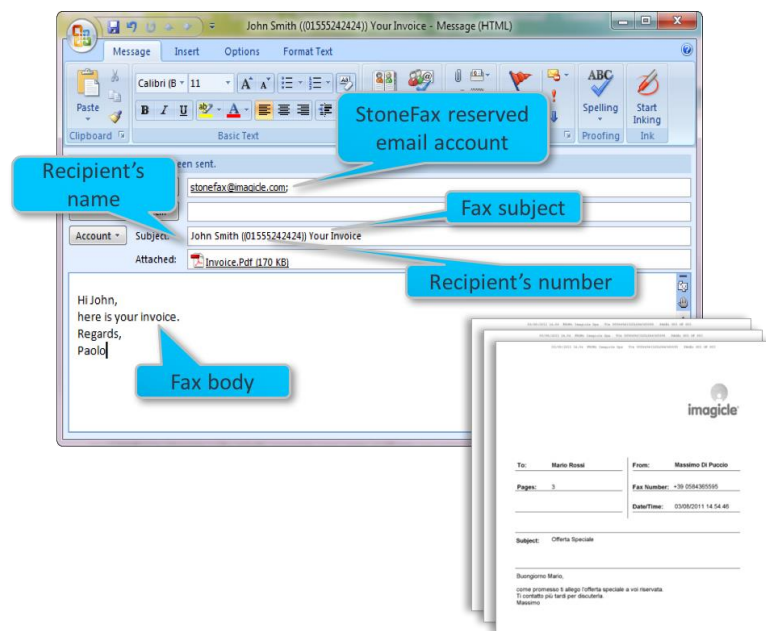 John Smith ((01555242424)) Your Invoice - Message (HTML)
Message Insert Options Format Text
Paste
Calibri (B 11
B I U
ABC
Spelling
Start
Inking
Clipboard Basic Text Proofing Ink
StoneFax reserved
email account
Recipient's
name
en sent.
stonefax@imagicle.com;
Fax subject
Account Subject: John Smith ((01555242424)) Your Invoice
Attached: Invoice.Pdf (170 KB)
Recipient's number
Hi John,
here is your invoice.
Regards,
Paolo
Fax body
imagicle
To: Mario Rossi From: Massimo Di Puccio
Pages: 3 Fax Number: +39 0584365595
Date/Time: 03/08/2011 14.54.46
Subject: Offerta Speciale
Buongiorno Mario,
come promesso ti allego l'offerta speciale a voi riservata.
Ti contatto più tardi per discuterla.
Massimo